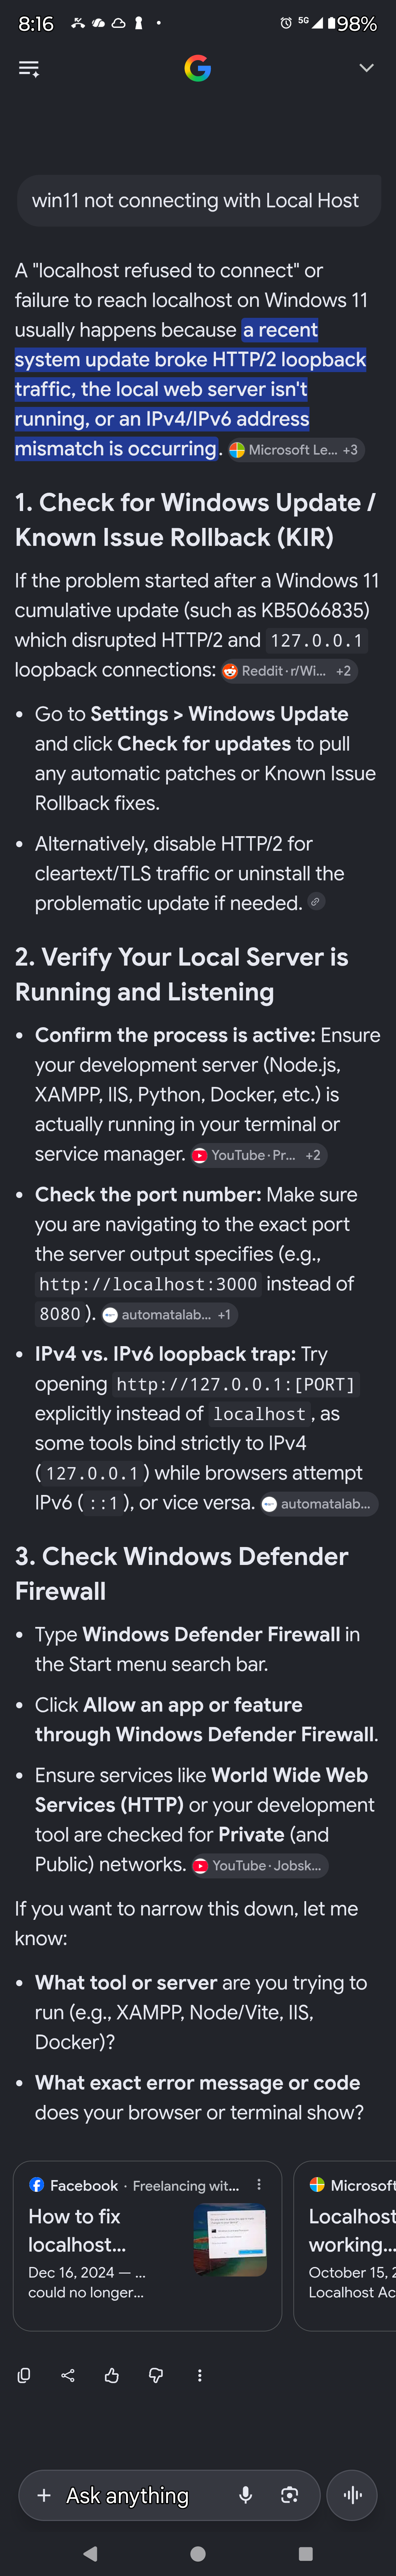 8:16
5G
98%
win11 not connecting with Local Host
A "localhost refused to connect" or
failure to reach localhost on Windows 11
usually happens because a recent
system update broke HTTP/2 loopback
traffic, the local web server isn't
running, or an IPv4/IPv6 address
mismatch is occurring. Microsoft Le... +3
1. Check for Windows Update /
Known Issue Rollback (KIR)
If the problem started after a Windows 11
cumulative update (such as KB5066835)
which disrupted HTTP/2 and 127.0.0.1
loopback connections: Reddit · r/Wi... +2
• Go to Settings > Windows Update
and click Check for updates to pull
any automatic patches or Known Issue
Rollback fixes.
• Alternatively, disable HTTP/2 for
cleartext/TLS traffic or uninstall the
problematic update if needed.
2. Verify Your Local Server is
Running and Listening
• Confirm the process is active: Ensure
your development server (Node.js,
XAMPP, IIS, Python, Docker, etc.) is
actually running in your terminal or
service manager. YouTube · Pr... +2
• Check the port number: Make sure
you are navigating to the exact port
the server output specifies (e.g.,
http://localhost:3000 instead of
8080 ). automatalab... +1
• IPv4 vs. IPv6 loopback trap: Try
opening http://127.0.0.1:[PORT]
explicitly instead of localhost , as
some tools bind strictly to IPv4
( 127.0.0.1 ) while browsers attempt
IPv6 ( ::1 ), or vice versa. automatalab...
3. Check Windows Defender
Firewall
• Type Windows Defender Firewall in
the Start menu search bar.
• Click Allow an app or feature
through Windows Defender Firewall.
• Ensure services like World Wide Web
Services (HTTP) or your development
tool are checked for Private (and
Public) networks. YouTube · Jobsk...
If you want to narrow this down, let me
know:
• What tool or server are you trying to
run (e.g., XAMPP, Node/Vite, IIS,
Docker)?
• What exact error message or code
does your browser or terminal show?
Facebook · Freelancing wit...
How to fix
localhost...
Dec 16, 2024 — ...
could no longer...
Microsoft
Localhost
working...
October 15, 2
Localhost Ac
Ask anything